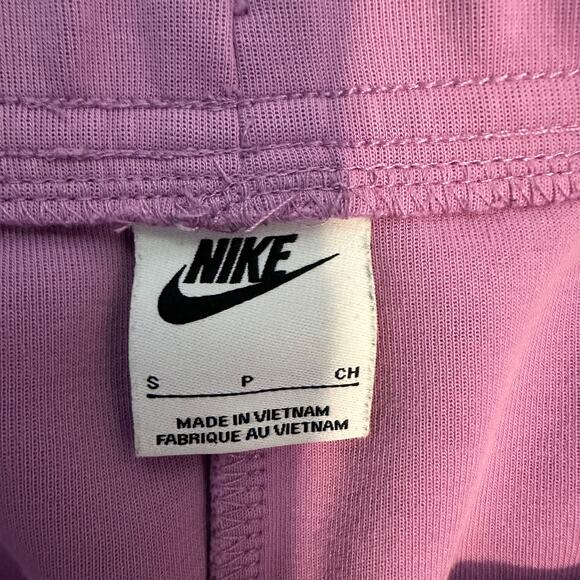 NIKE
S P CH
MADE IN VIETNAM
FABRIQUE AU VIETNAM